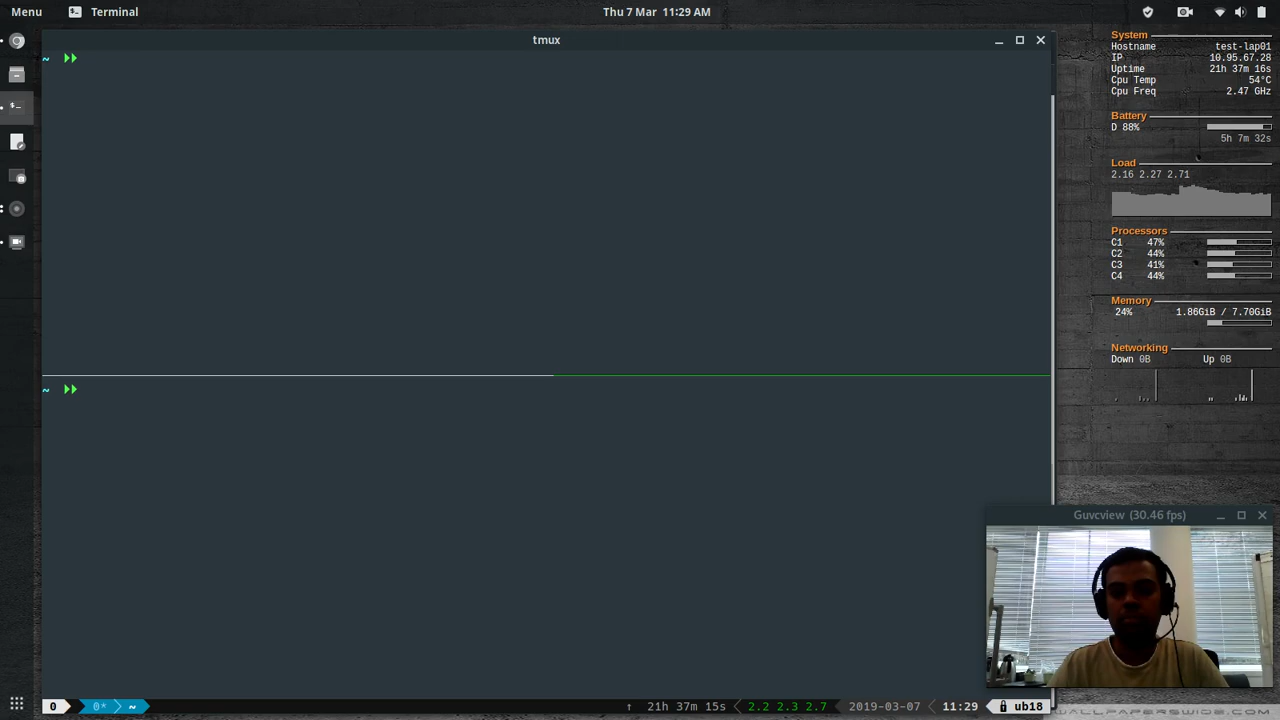 Menu Terminal Thu 7 Mar 11:29 AM
tmux
~
~
0 0* ~ ↑ 21h 37m 15s 2.2 2.3 2.7 2019-03-07 11:29 ub18
System
Hostname test-lap01
IP 10.95.67.28
Uptime 21h 37m 16s
Cpu Temp 54°C
Cpu Freq 2.47 GHz
Battery
D 88%
5h 7m 32s
Load
2.16 2.27 2.71
Processors
C1 47%
C2 44%
C3 41%
C4 44%
Memory
24% 1.86GiB / 7.70GiB
Networking
Down 0B Up 0B
Guvcview (30.46 fps)
WALLPAPERSWIDE.COM